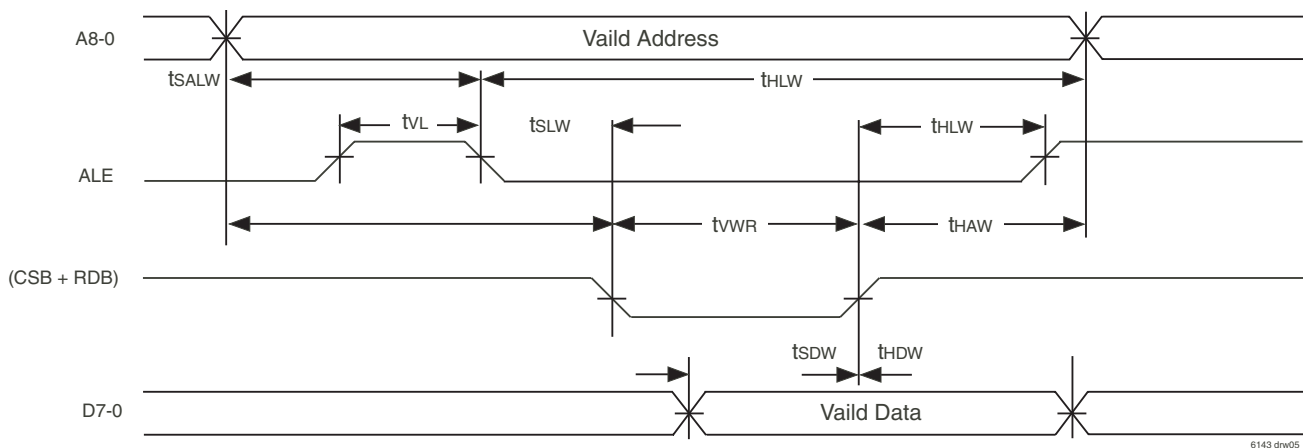 A8-0
Vaild Address
tSALW
tHLW
tVL
tSLW
tHLW
ALE
tVWR
tHAW
(CSB + RDB)
tSDW
tHDW
D7-0
Vaild Data
6143 drw05